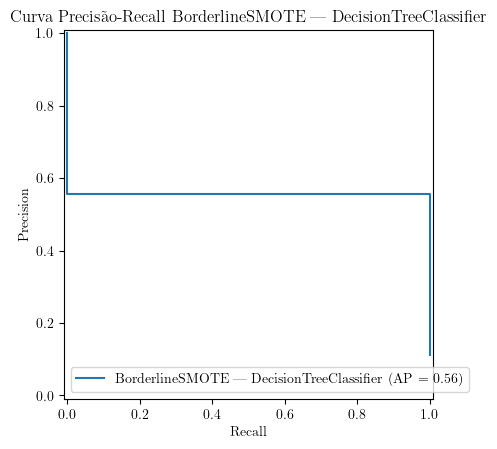 Curva Precisão-Recall BorderlineSMOTE — DecisionTreeClassifier
1.0
0.8
0.6
0.4
0.2
0.0
Precision
BorderlineSMOTE — DecisionTreeClassifier (AP = 0.56)
0.0 0.2 0.4 0.6 0.8 1.0
Recall